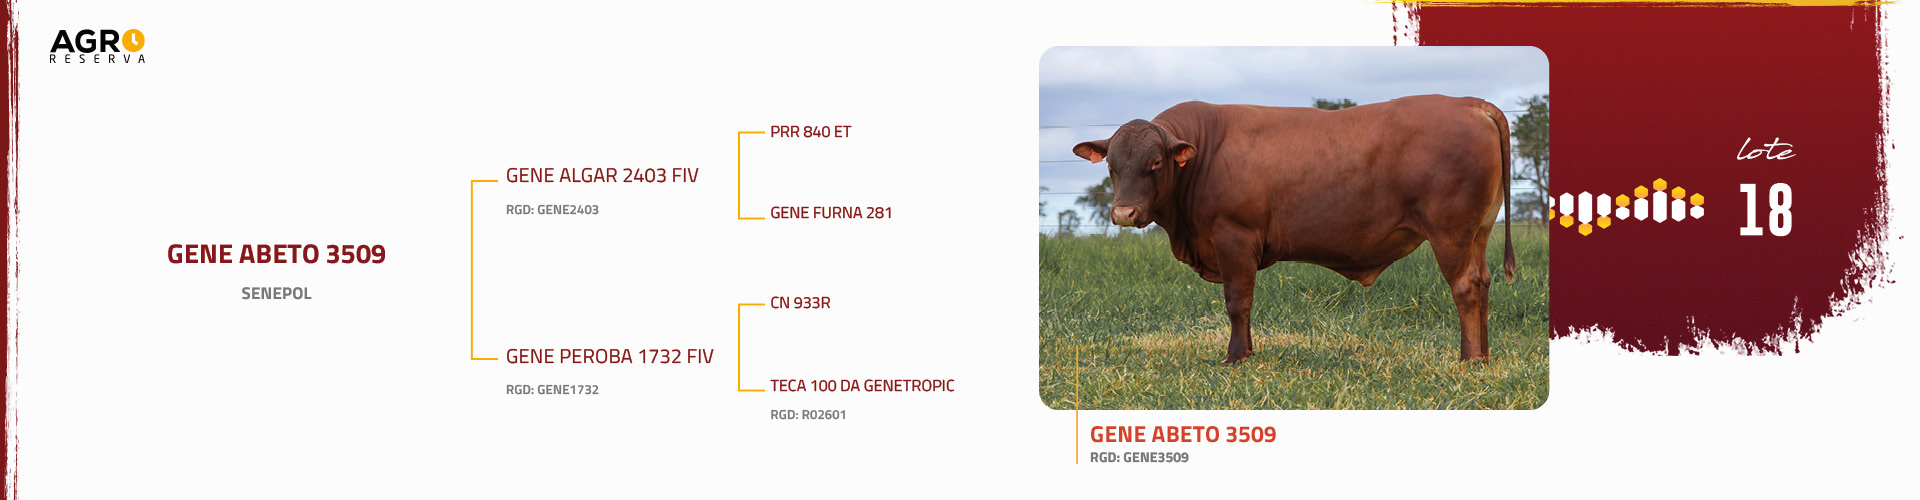 AGRO
RESERVA
GENE ABETO 3509
SENEPOL
GENE ALGAR 2403 FIV
RGD: GENE2403
GENE PEROBA 1732 FIV
RGD: GENE1732
PRR 840 ET
GENE FURNA 281
CN 933R
TECA 100 DA GENETROPIC
RGD: R02601
GENE ABETO 3509
RGD: GENE3509
lote
18